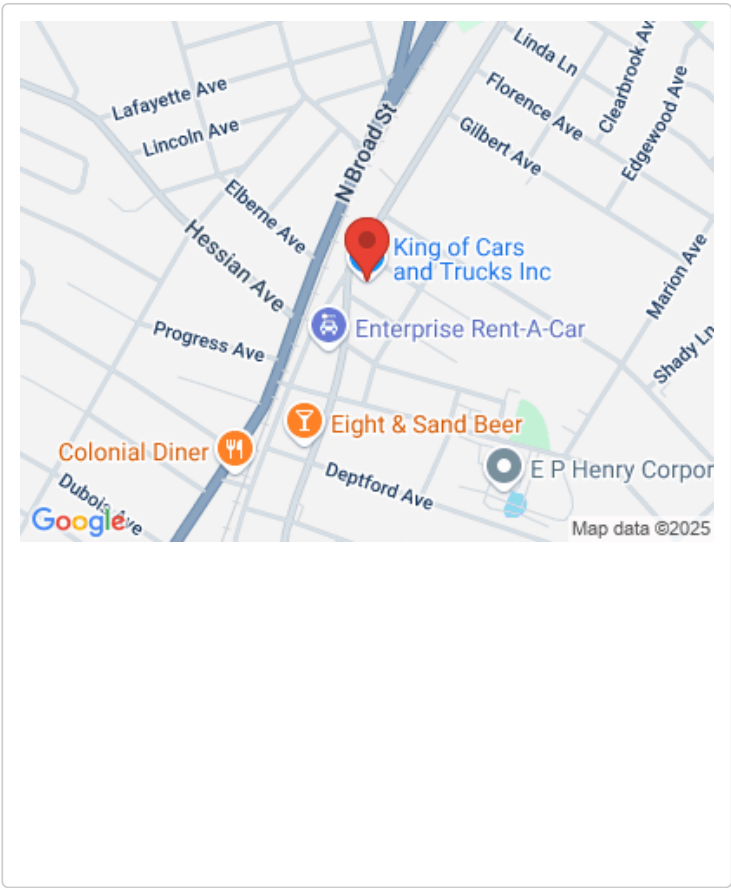 Linda Ln
Clearbrook Av
Lafayette Ave
Florence Ave
Edgewood Ave
Lincoln Ave
N Broad St
Gilbert Ave
Elberne Ave
Hessian Ave
King of Cars
and Trucks Inc
Marion Ave
Progress Ave
Enterprise Rent-A-Car
Shady Ln
Eight & Sand Beer
Colonial Diner
E P Henry Corpor
Deptford Ave
Dubois Ave
Google
Map data ©2025